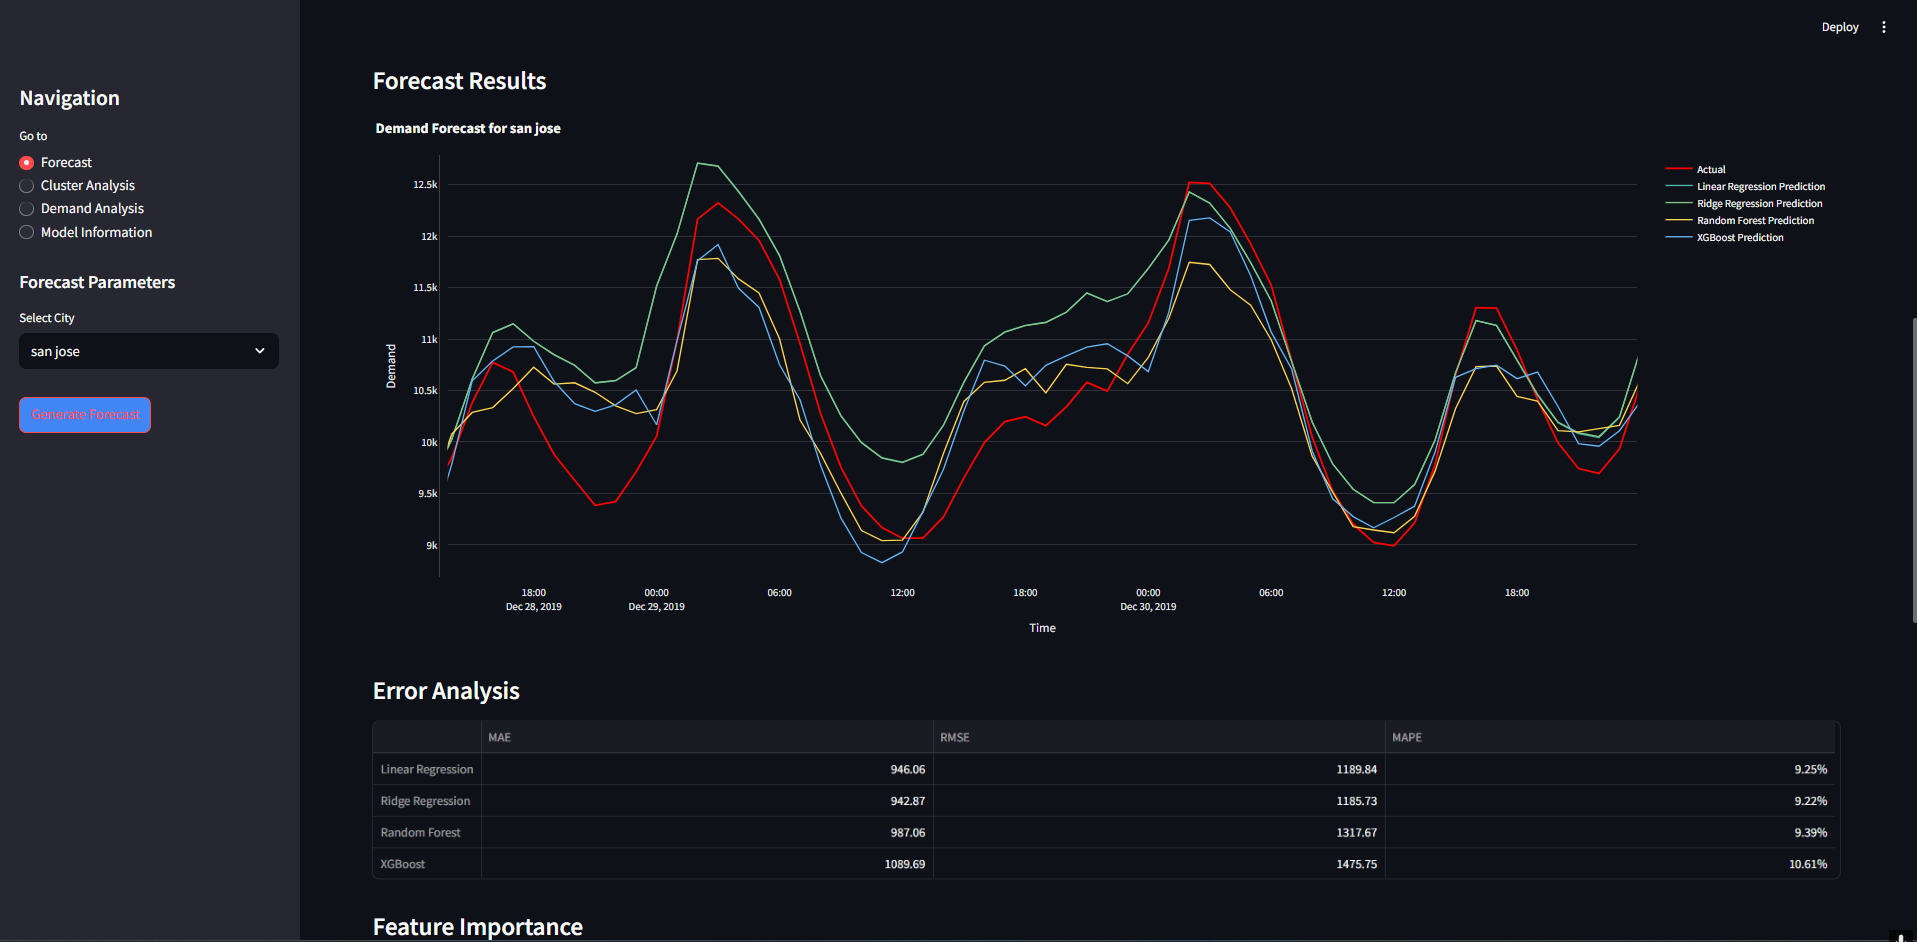 Deploy
Navigation
Go to
Forecast
Cluster Analysis
Demand Analysis
Model Information
Forecast Parameters
Select City
san jose
Generate Forecast
Forecast Results
Demand Forecast for san jose
12.5k
12k
11.5k
11k
10.5k
10k
9.5k
9k
Demand
18:00 00:00 06:00 12:00 18:00 00:00 06:00 12:00 18:00
Dec 28, 2019 Dec 29, 2019 Dec 30, 2019
Time
Actual
Linear Regression Prediction
Ridge Regression Prediction
Random Forest Prediction
XGBoost Prediction
Error Analysis
MAE RMSE MAPE
Linear Regression 946.06 1189.84 9.25%
Ridge Regression 942.87 1185.73 9.22%
Random Forest 987.06 1317.67 9.39%
XGBoost 1089.69 1475.75 10.61%
Feature Importance